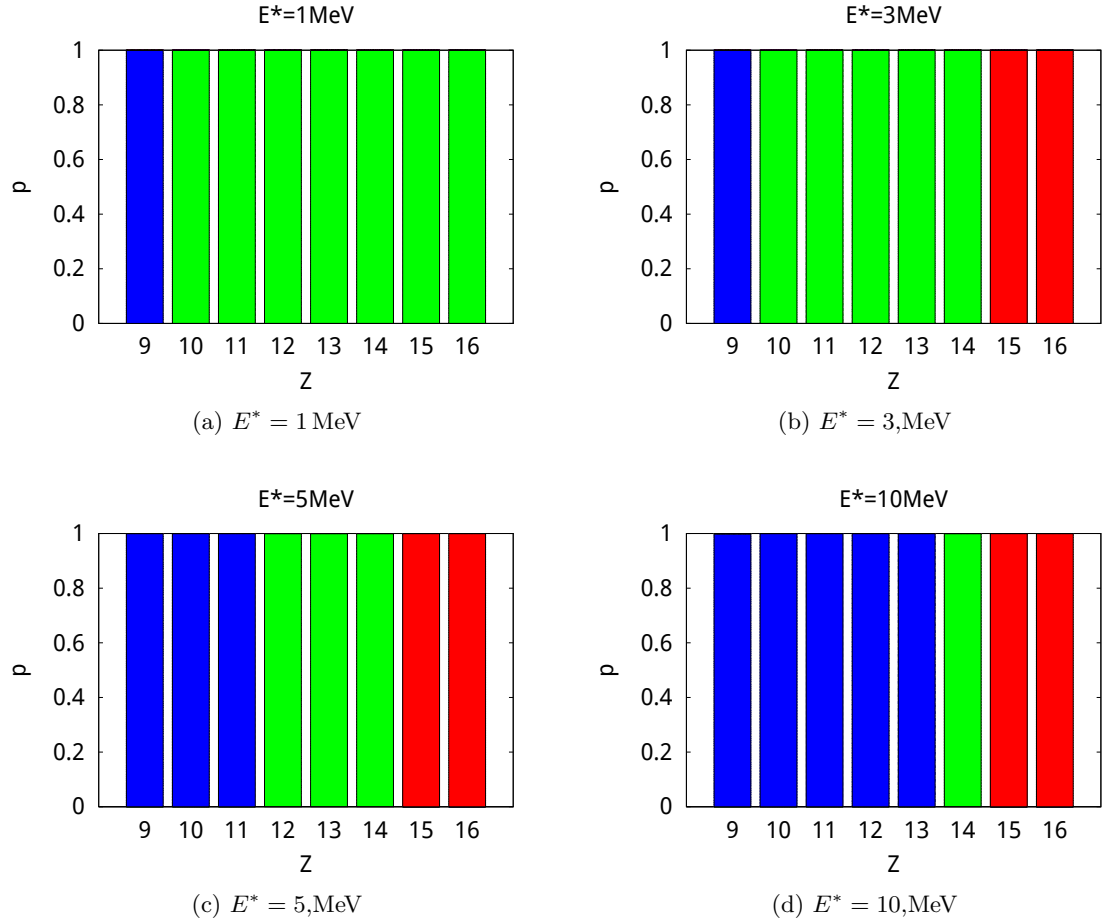 E*=1MeV
p
1
0.8
0.6
0.4
0.2
0
9 10 11 12 13 14 15 16
Z
(a) E* = 1 MeV
E*=3MeV
p
1
0.8
0.6
0.4
0.2
0
9 10 11 12 13 14 15 16
Z
(b) E* = 3,MeV
E*=5MeV
p
1
0.8
0.6
0.4
0.2
0
9 10 11 12 13 14 15 16
Z
(c) E* = 5,MeV
E*=10MeV
p
1
0.8
0.6
0.4
0.2
0
9 10 11 12 13 14 15 16
Z
(d) E* = 10,MeV